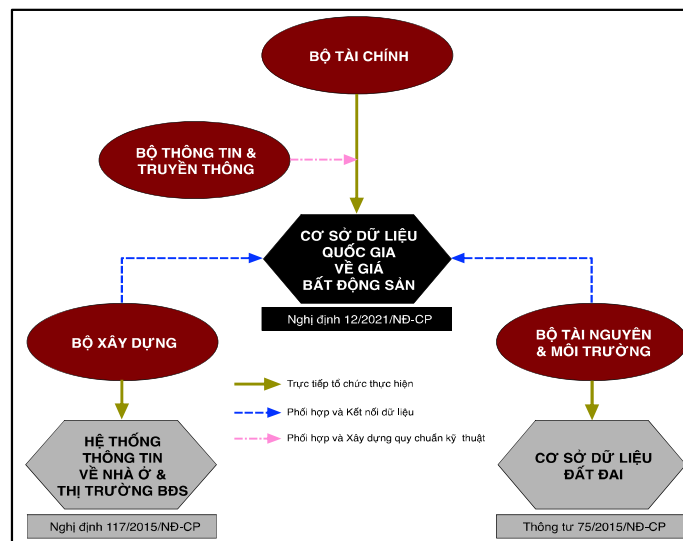 BỘ TÀI CHÍNH
BỘ THÔNG TIN &
TRUYỀN THÔNG
CƠ SỞ DỮ LIỆU
QUỐC GIA
VỀ GIÁ
BẤT ĐỘNG SẢN
Nghị định 12/2021/NĐ-CP
BỘ XÂY DỰNG
BỘ TÀI NGUYÊN
& MÔI TRƯỜNG
Trực tiếp tổ chức thực hiện
Phối hợp và Kết nối dữ liệu
Phối hợp và Xây dựng quy chuẩn kỹ thuật
HỆ THỐNG
THÔNG TIN
VỀ NHÀ Ở &
THỊ TRƯỜNG BĐS
Nghị định 117/2015/NĐ-CP
CƠ SỞ DỮ LIỆU
ĐẤT ĐAI
Thông tư 75/2015/NĐ-CP